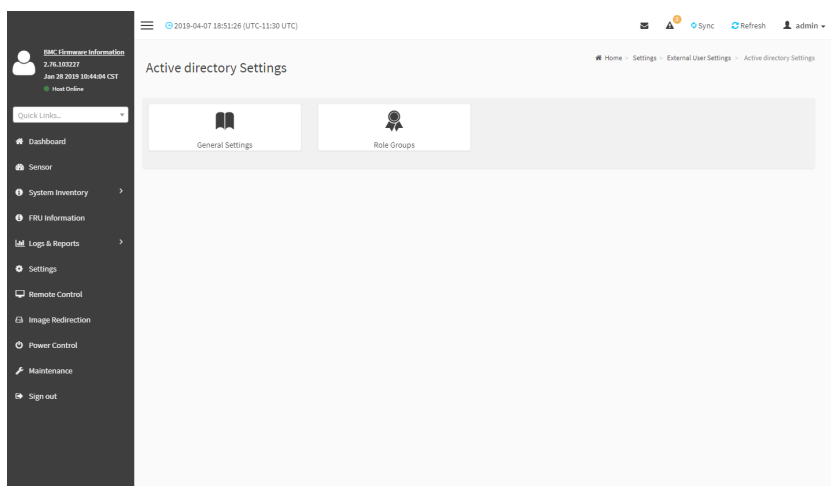 2019-04-07 18:51:26 (UTC-11:30 UTC)
2
Sync
Refresh
admin
BMC Firmware Information
2.76.103227
Jan 28 2019 10:44:04 CST
Host Online
Quick Links...
Dashboard
Sensor
System Inventory
FRU Information
Logs & Reports
Settings
Remote Control
Image Redirection
Power Control
Maintenance
Sign out
Active directory Settings
Home > Settings > External User Settings > Active directory Settings
General Settings
Role Groups